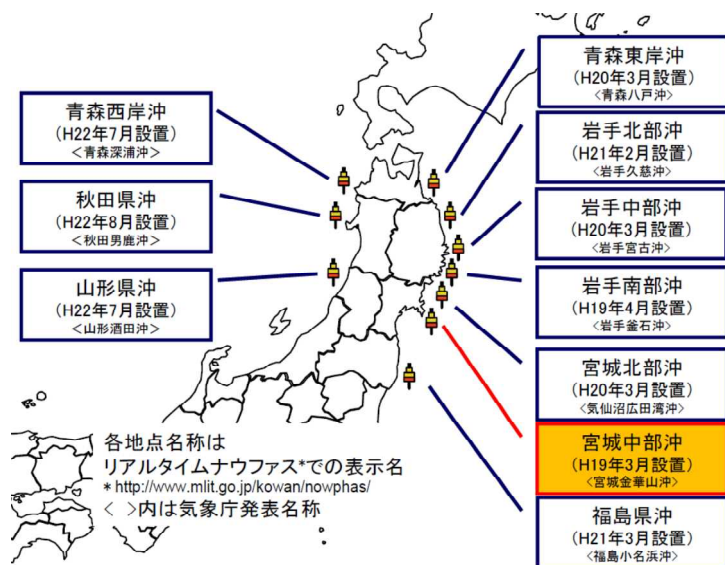 青森西岸沖
(H22年7月設置)
<青森深浦沖>
秋田県沖
(H22年8月設置)
<秋田男鹿沖>
山形県沖
(H22年7月設置)
<山形酒田沖>
青森東岸沖
(H20年3月設置)
<青森八戸沖>
岩手北部沖
(H21年2月設置)
<岩手久慈沖>
岩手中部沖
(H20年3月設置)
<岩手宮古沖>
岩手南部沖
(H19年4月設置)
<岩手釜石沖>
宮城北部沖
(H20年3月設置)
<気仙沼広田湾沖>
宮城中部沖
(H19年3月設置)
<宮城金華山沖>
福島県沖
(H21年3月設置)
<福島小名浜沖>
各地点名称は
リアルタイムナウファス*での表示名
* http://www.mlit.go.jp/kowan/nowphas/
< >内は気象庁発表名称